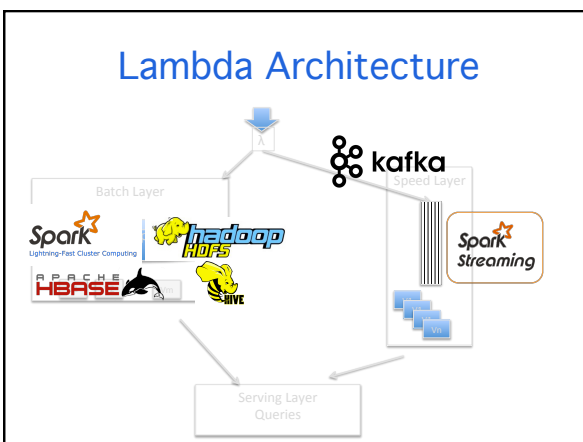 Lambda Architecture
λ
kafka
Batch Layer
Speed Layer
Spark
Lightning-Fast Cluster Computing
hadoop
HDFS
Spark
Streaming
APACHE
HBASE
HIVE
Vn
Serving Layer
Queries